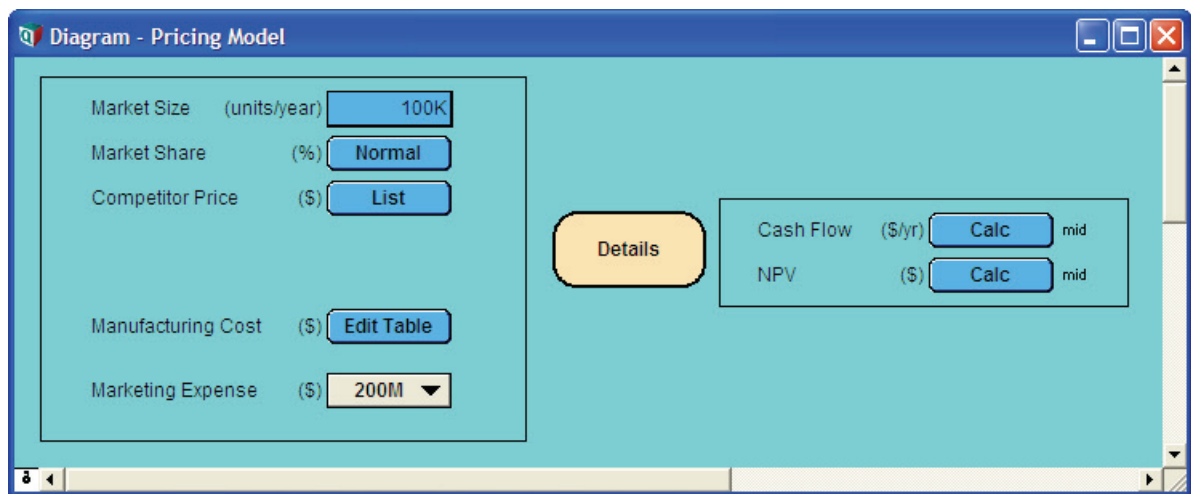 Diagram - Pricing Model
Market Size (units/year) 100K
Market Share (%) Normal
Competitor Price ($) List
Manufacturing Cost ($) Edit Table
Marketing Expense ($) 200M
Details
Cash Flow ($/yr) Calc mid
NPV ($) Calc mid